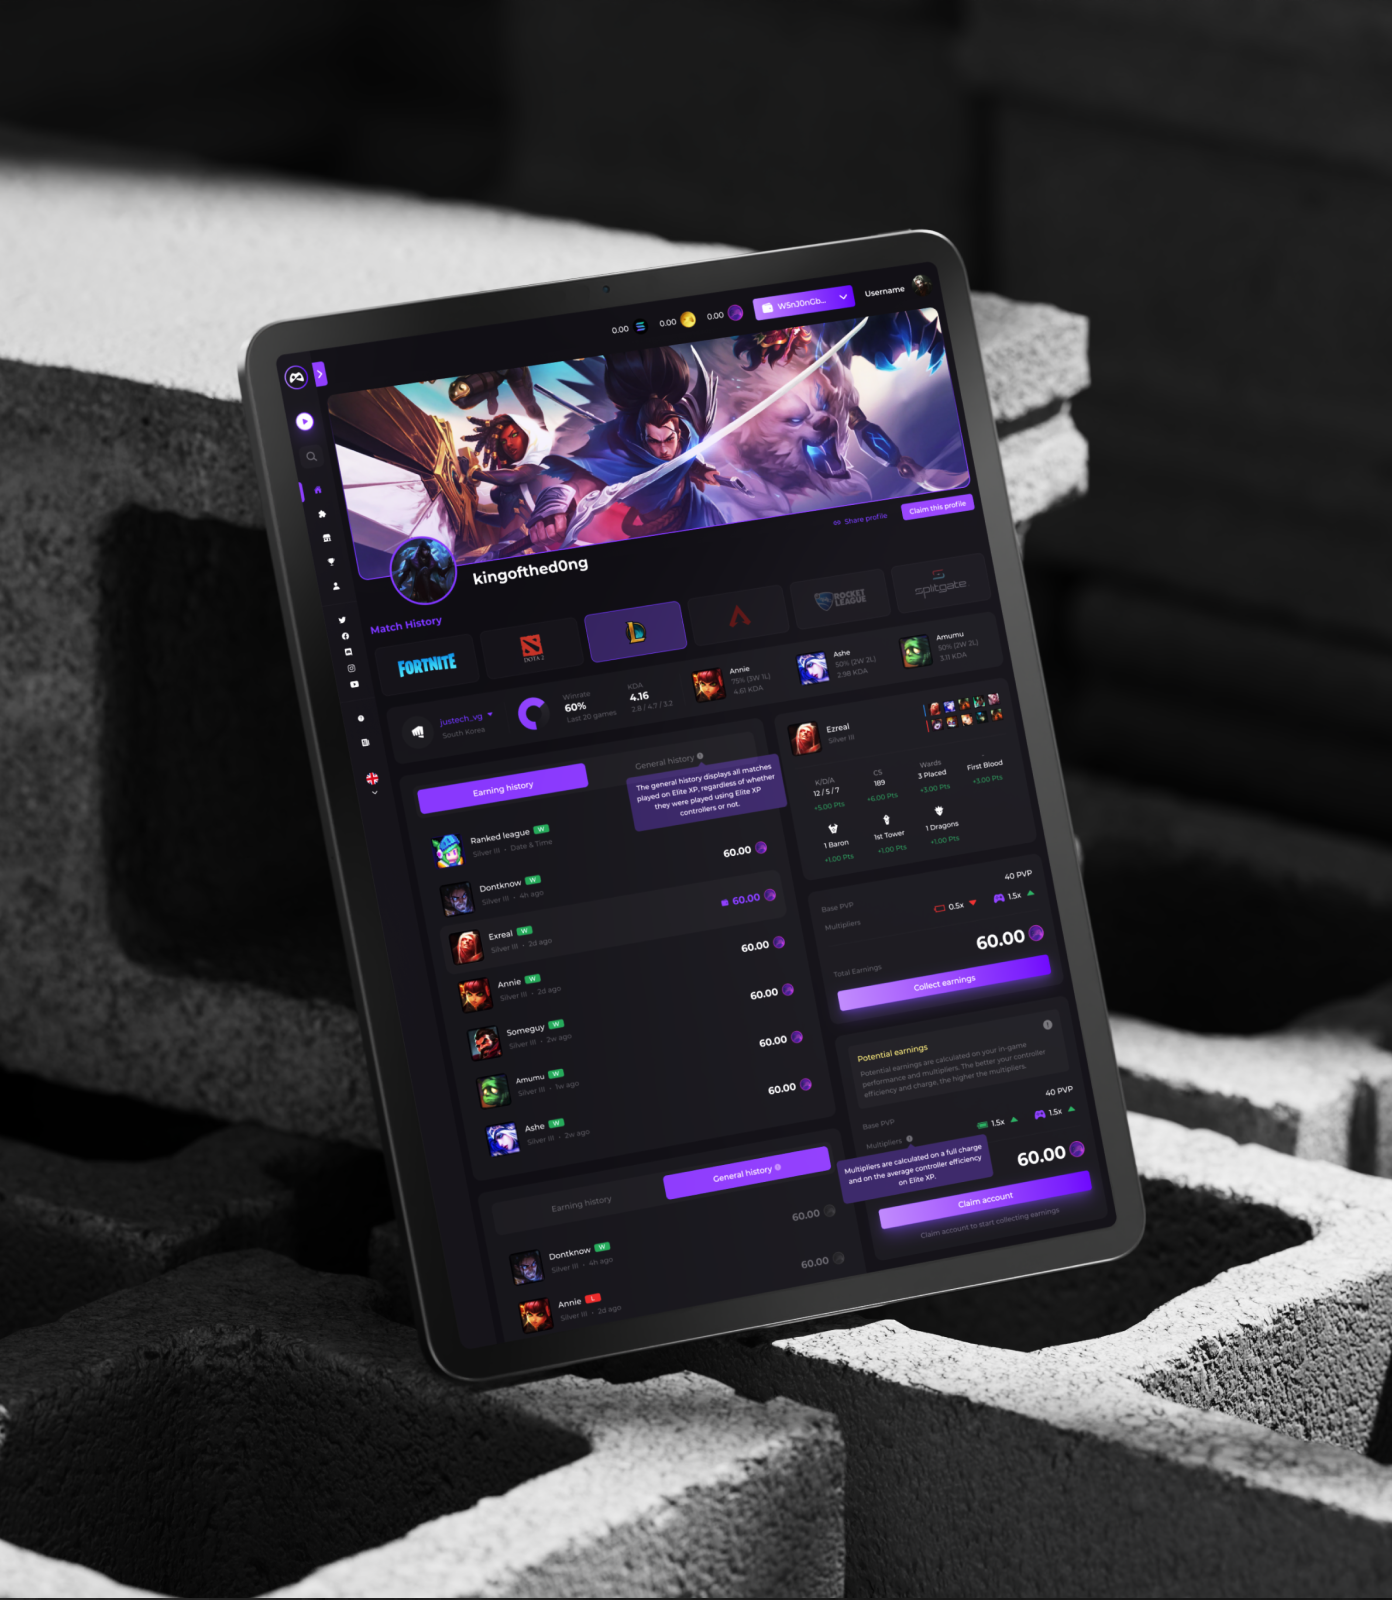 0.00
0.00
0.00
W5nJ0nGb...
Username
Share profile
Claim this profile
kingofthed0ng
Match History
FORTNITE
DOTA 2
ROCKET
LEAGUE
splitgate
justech_vg
South Korea
Winrate
60%
Last 20 games
KDA
4.16
2.8 / 4.7 / 3.2
Annie
75% (3W 1L)
4.61 KDA
Ashe
50% (2W 2L)
2.98 KDA
Amumu
50% (2W 2L)
3.11 KDA
Earning history
General history
The general history displays all matches
played on Elite XP, regardless of whether
they were played using Elite XP
controllers or not.
Ranked league W
Silver III • Date & Time
60.00
Dontknow W
Silver III • 4h ago
60.00
Exreal W
Silver III • 2d ago
60.00
Annie W
Silver III • 2d ago
60.00
Someguy W
Silver III • 2w ago
60.00
Amumu W
Silver III • 1w ago
60.00
Ashe W
Silver III • 2w ago
Ezreal
Silver III
K/D/A
12 / 5 / 7
+5.00 Pts
CS
189
+6.00 Pts
Wards
3 Placed
+3.00 Pts
First Blood
+3.00 Pts
1 Baron
+1.00 Pts
1st Tower
+1.00 Pts
1 Dragons
+1.00 Pts
Base PVP
40 PVP
Multipliers
0.5x
1.5x
Total Earnings
60.00
Collect earnings
Potential earnings
Potential earnings are calculated on your in-game
performance and multipliers. The better your controller
efficiency and charge, the higher the multipliers.
Base PVP
40 PVP
Multipliers
1.5x
1.5x
Multipliers are calculated on a full charge
and on the average controller efficiency
on Elite XP.
60.00
Claim account
Claim account to start collecting earnings
Earning history
General history
Dontknow W
Silver III • 4h ago
60.00
Annie L
Silver III • 2d ago
60.00